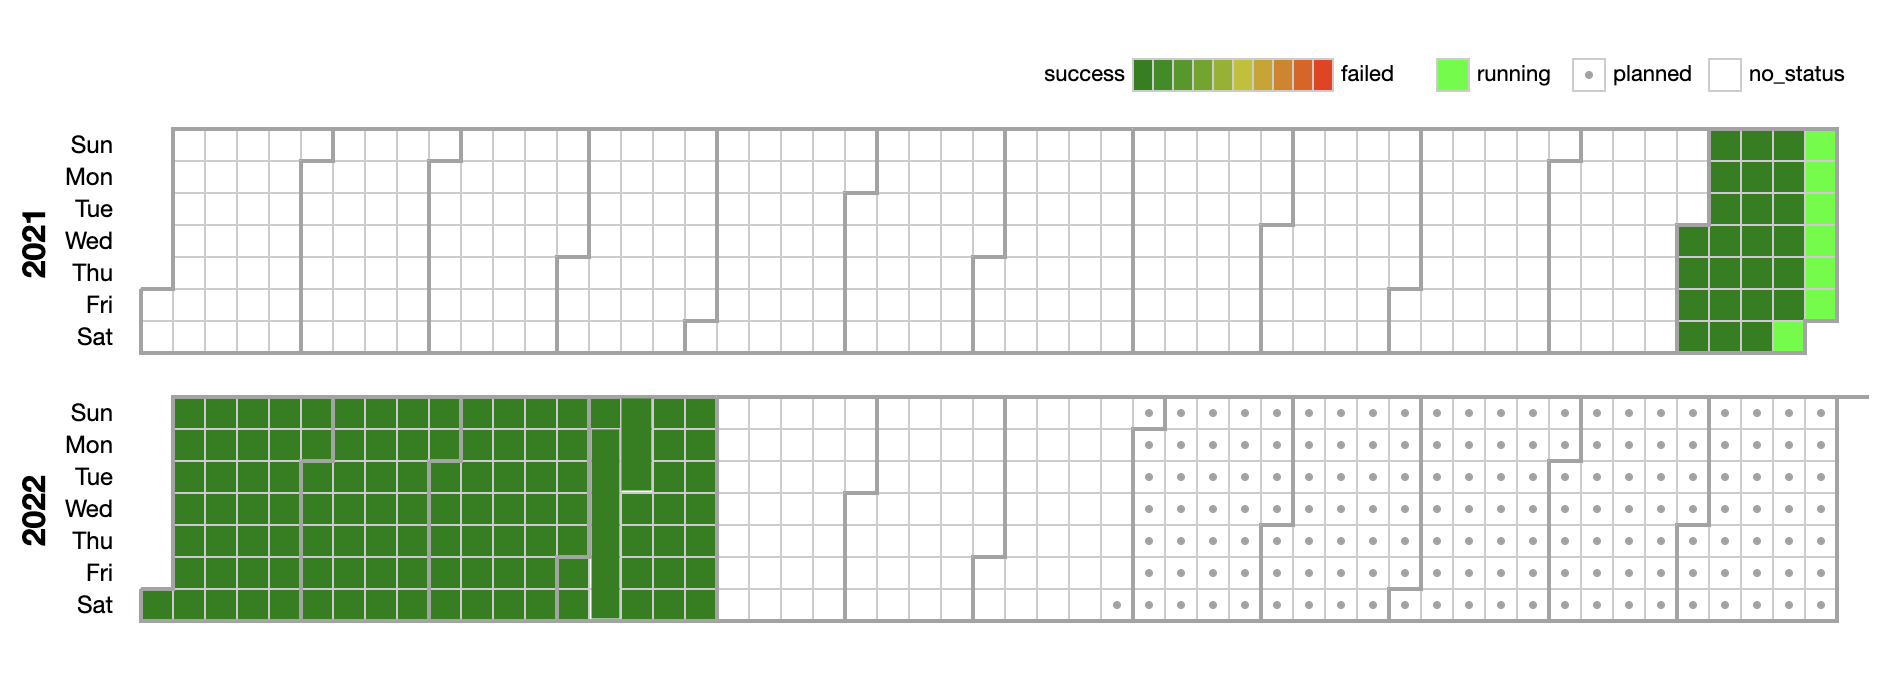 success failed running planned no_status
2021
Sun
Mon
Tue
Wed
Thu
Fri
Sat
2022
Sun
Mon
Tue
Wed
Thu
Fri
Sat